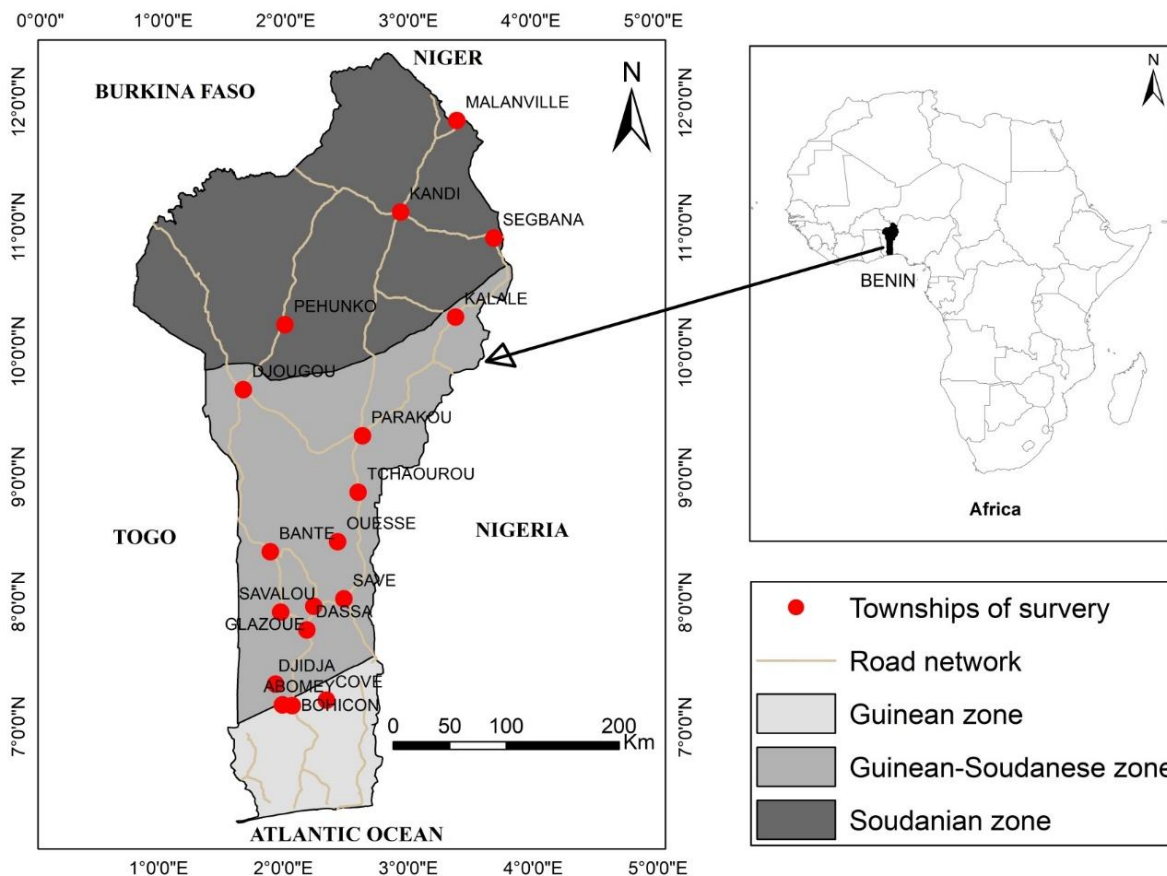 0°0'0" 1°0'0"E 2°0'0"E 3°0'0"E 4°0'0"E 5°0'0"E
12°0'0"N
11°0'0"N
10°0'0"N
9°0'0"N
8°0'0"N
7°0'0"N
NIGER
BURKINA FASO
N
MALANVILLE
KANDI
SEGBANA
PEHUNKO
KALALE
DJOUGOU
PARAKOU
TCHAOUROU
OUESSE
BANTE
TOGO
NIGERIA
SAVE
SAVALOU
DASSA
GLAZOUE
DJIDJA
COVE
ABOMEY
BOHICON
0 50 100 200
Km
ATLANTIC OCEAN
12°0'0"N
11°0'0"N
10°0'0"N
9°0'0"N
8°0'0"N
7°0'0"N
1°0'0"E 2°0'0"E 3°0'0"E 4°0'0"E 5°0'0"E
N
BENIN
Africa
Townships of survery
Road network
Guinean zone
Guinean-Soudanese zone
Soudanian zone